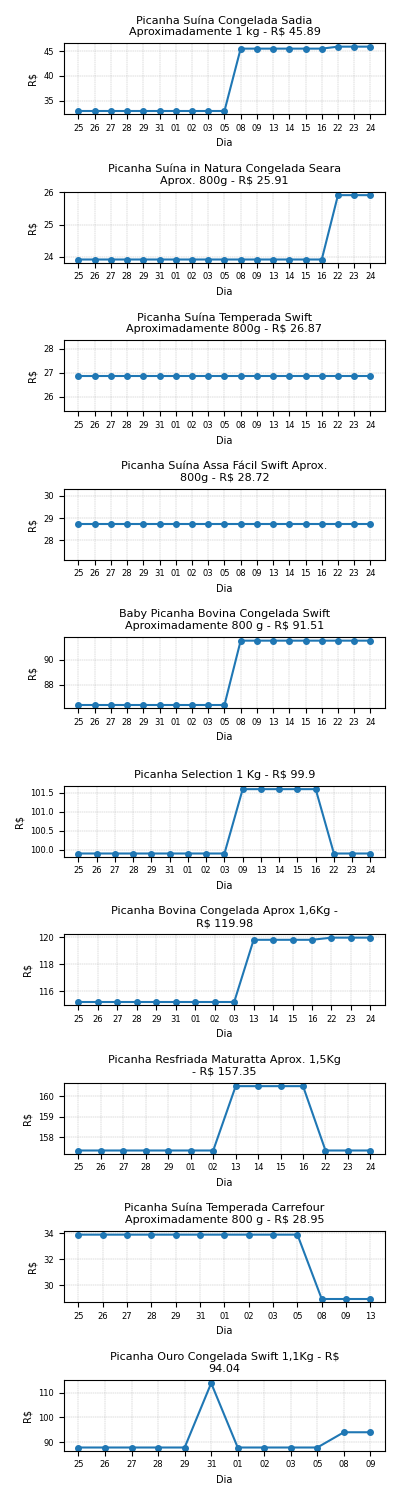 Picanha Suína Congelada Sadia
Aproximadamente 1 kg - R$ 45.89
45
40
35
R$
25 26 27 28 29 31 01 02 03 05 08 09 13 14 15 16 22 23 24
Dia
Picanha Suína in Natura Congelada Seara
Aprox. 800g - R$ 25.91
26
25
24
R$
25 26 27 28 29 31 01 02 03 05 08 09 13 14 15 16 22 23 24
Dia
Picanha Suína Temperada Swift
Aproximadamente 800g - R$ 26.87
28
27
26
R$
25 26 27 28 29 31 01 02 03 05 08 09 13 14 15 16 22 23 24
Dia
Picanha Suína Assa Fácil Swift Aprox.
800g - R$ 28.72
30
29
28
R$
25 26 27 28 29 31 01 02 03 05 08 09 13 14 15 16 22 23 24
Dia
Baby Picanha Bovina Congelada Swift
Aproximadamente 800 g - R$ 91.51
90
88
R$
25 26 27 28 29 31 01 02 03 05 08 09 13 14 15 16 22 23 24
Dia
Picanha Selection 1 Kg - R$ 99.9
101.5
101.0
100.5
100.0
R$
25 26 27 28 29 31 01 02 03 09 13 14 15 16 22 23 24
Dia
Picanha Bovina Congelada Aprox 1,6Kg -
R$ 119.98
120
118
116
R$
25 26 27 28 29 31 01 02 03 13 14 15 16 22 23 24
Dia
Picanha Resfriada Maturatta Aprox. 1,5Kg
- R$ 157.35
160
159
158
R$
25 26 27 28 29 01 02 13 14 15 16 22 23 24
Dia
Picanha Suína Temperada Carrefour
Aproximadamente 800 g - R$ 28.95
34
32
30
R$
25 26 27 28 29 31 01 02 03 05 08 09 13
Dia
Picanha Ouro Congelada Swift 1,1Kg - R$
94.04
110
100
90
R$
25 26 27 28 29 31 01 02 03 05 08 09
Dia